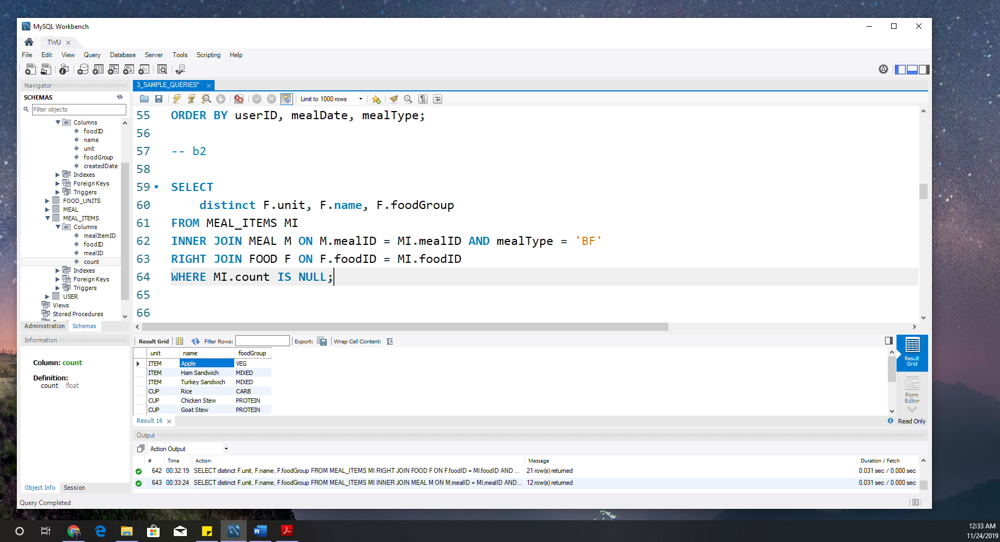 MySQL Workbench
TWU
File Edit View Query Database Server Tools Scripting Help
Navigator
SCHEMAS
Filter objects
Columns
foodID
name
unit
foodGroup
createdDate
Indexes
Foreign Keys
Triggers
FOOD_UNITS
MEAL
MEAL_ITEMS
Columns
mealItemID
foodID
mealID
count
Indexes
Foreign Keys
Triggers
USER
Views
Stored Procedures
Administration Schemas
Information
Column: count
Definition:
count float
Object Info Session
Query Completed
3_SAMPLE_QUERIES*
Limit to 1000 rows
55 ORDER BY userID, mealDate, mealType;
56
57 -- b2
58
59 SELECT
60 distinct F.unit, F.name, F.foodGroup
61 FROM MEAL_ITEMS MI
62 INNER JOIN MEAL M ON M.mealID = MI.mealID AND mealType = 'BF'
63 RIGHT JOIN FOOD F ON F.foodID = MI.foodID
64 WHERE MI.count IS NULL;
65
66
Result Grid Filter Rows: Export: Wrap Cell Content:
unit name foodGroup
ITEM Apple VEG
ITEM Ham Sandwich MIXED
ITEM Turkey Sandwich MIXED
CUP Rice CARB
CUP Chicken Stew PROTEIN
CUP Goat Stew PROTEIN
Result
Grid
Form
Editor
Result 16
Read Only
Output
Action Output
# Time Action Message Duration / Fetch
642 00:32:19 SELECT distinct F.unit, F.name, F.foodGroup FROM MEAL_ITEMS MI RIGHT JOIN FOOD F ON F.foodID = MI.foodID AND ... 21 row(s) returned 0.031 sec / 0.000 sec
643 00:33:24 SELECT distinct F.unit, F.name, F.foodGroup FROM MEAL_ITEMS MI INNER JOIN MEAL M ON M.mealID = MI.mealID AND... 12 row(s) returned 0.031 sec / 0.000 sec
12:33 AM
11/24/2019